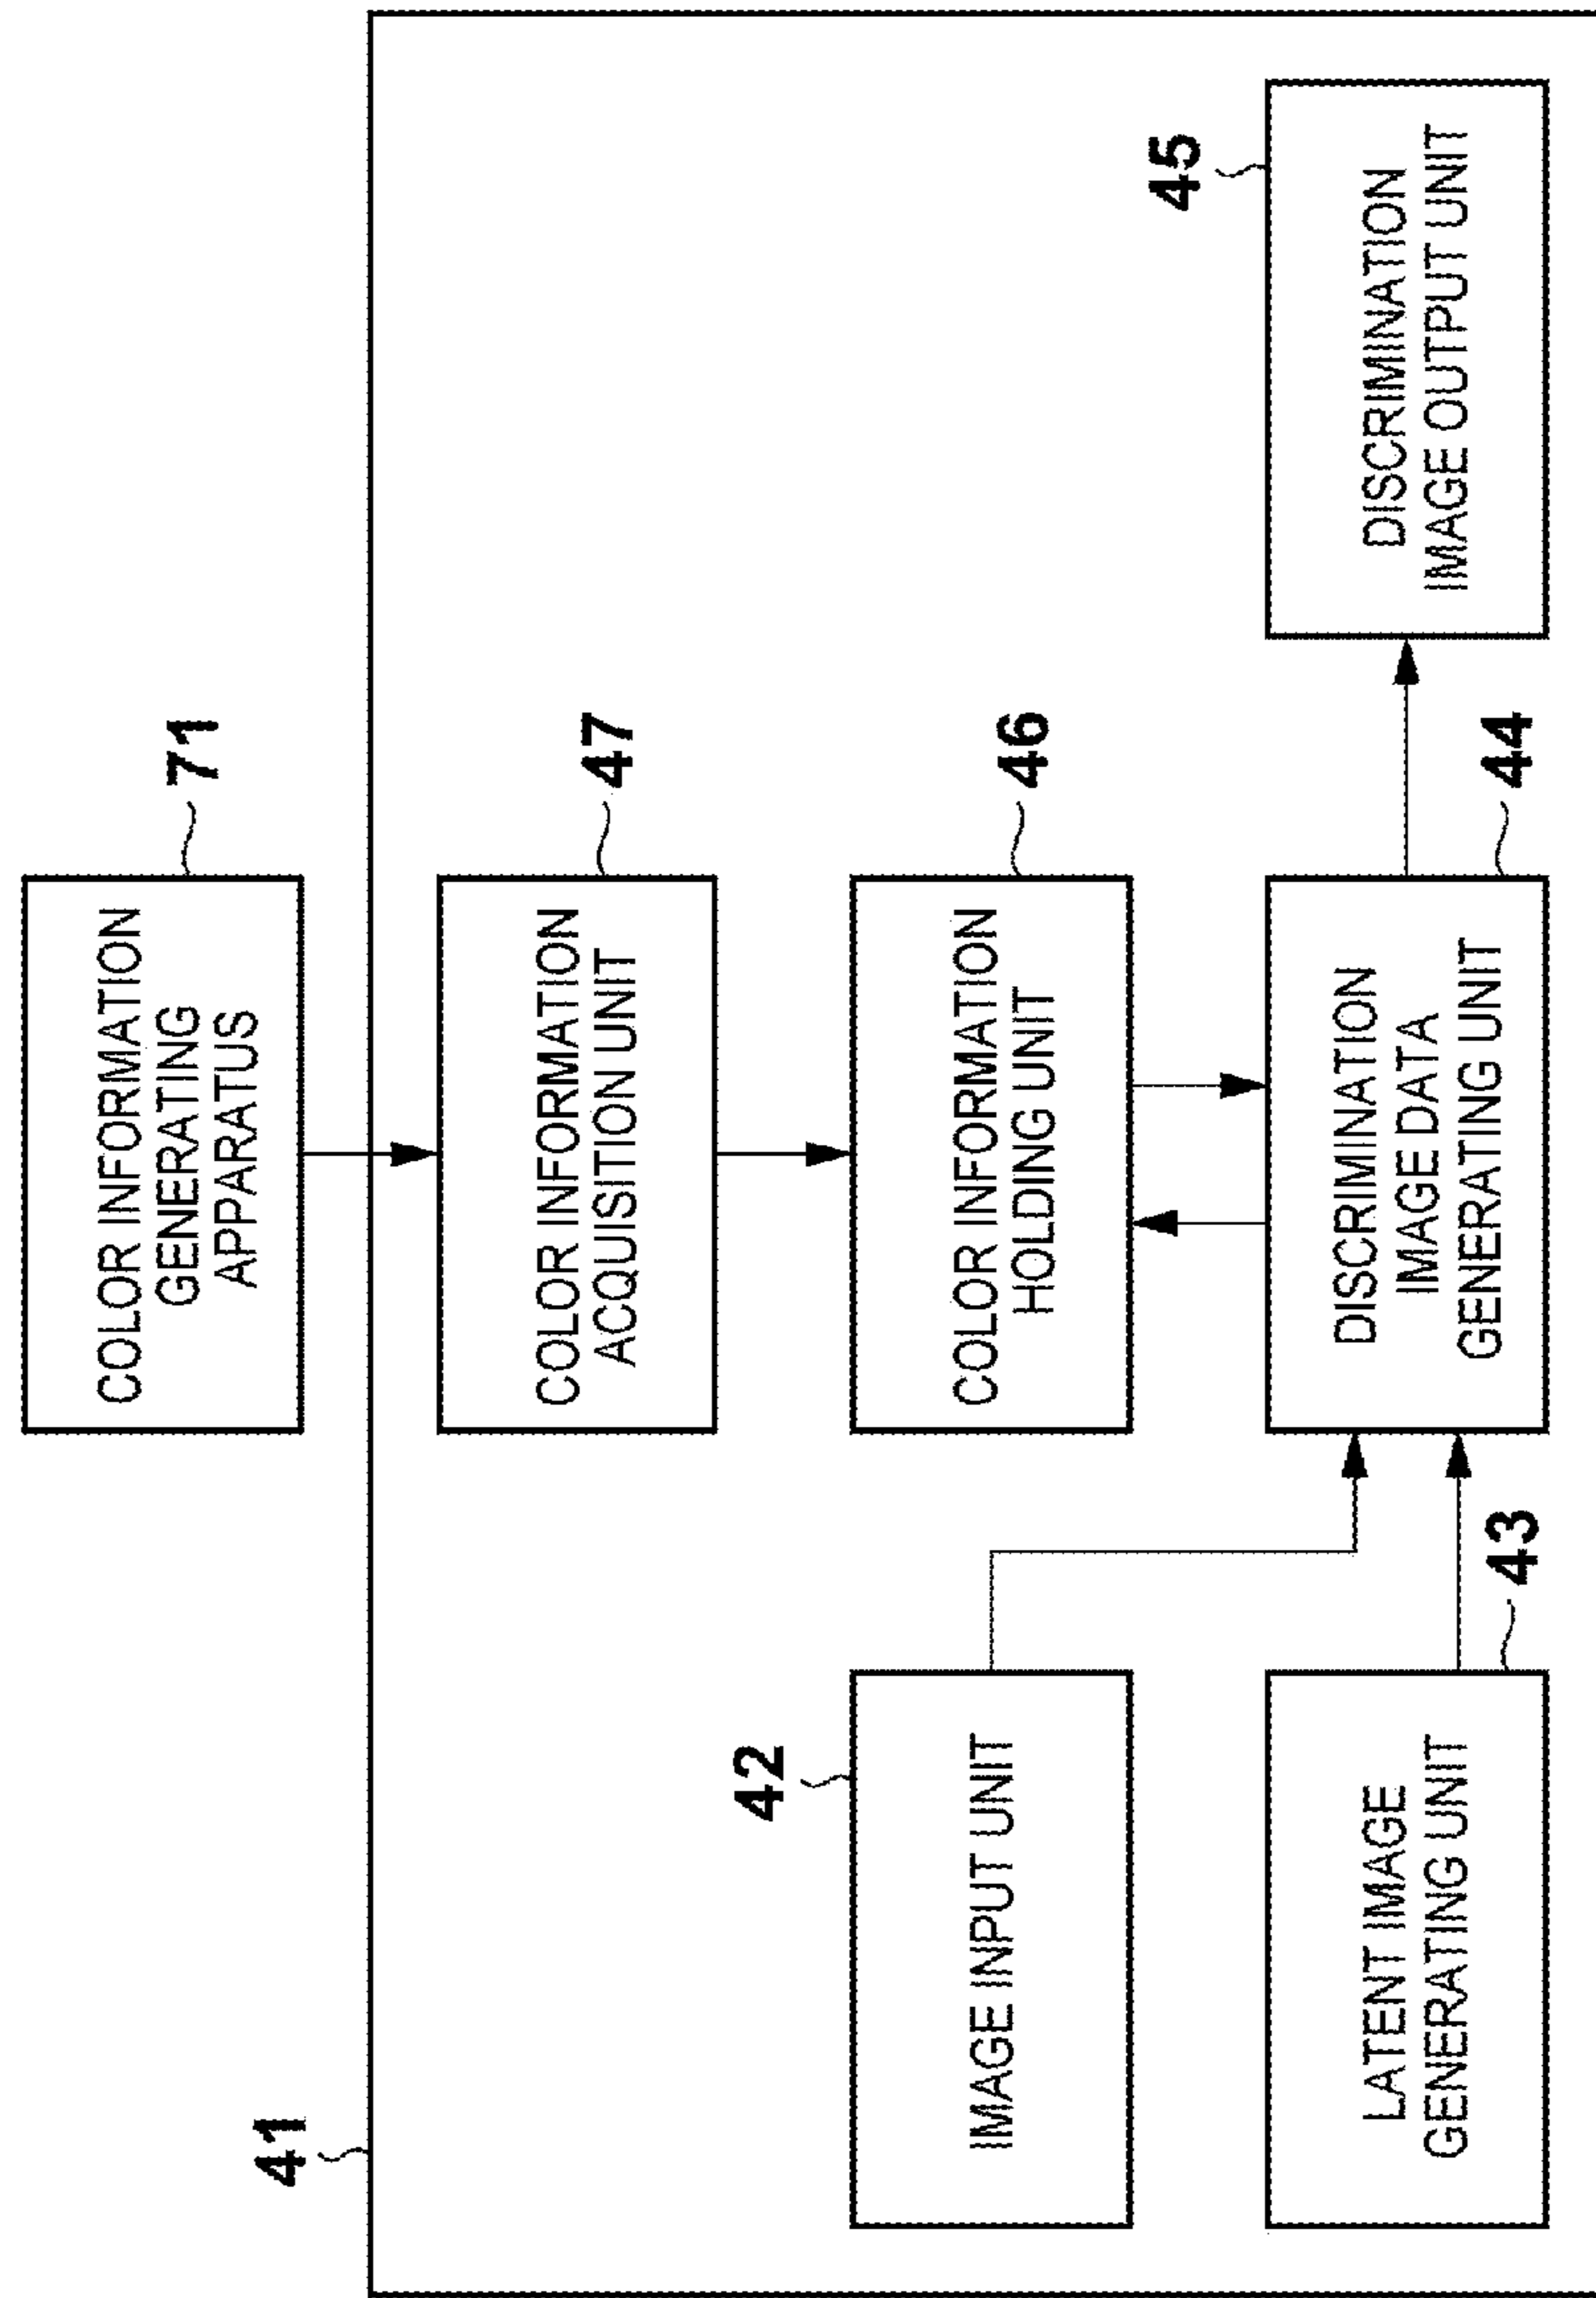 71
COLOR INFORMATION
GENERATING
APPARATUS
41
47
COLOR INFORMATION
ACQUISITION UNIT
42
IMAGE INPUT UNIT
46
COLOR INFORMATION
HOLDING UNIT
45
DISCRIMINATION
IMAGE OUTPUT UNIT
43
LATENT IMAGE
GENERATING UNIT
44
DISCRIMINATION
IMAGE DATA
GENERATING UNIT